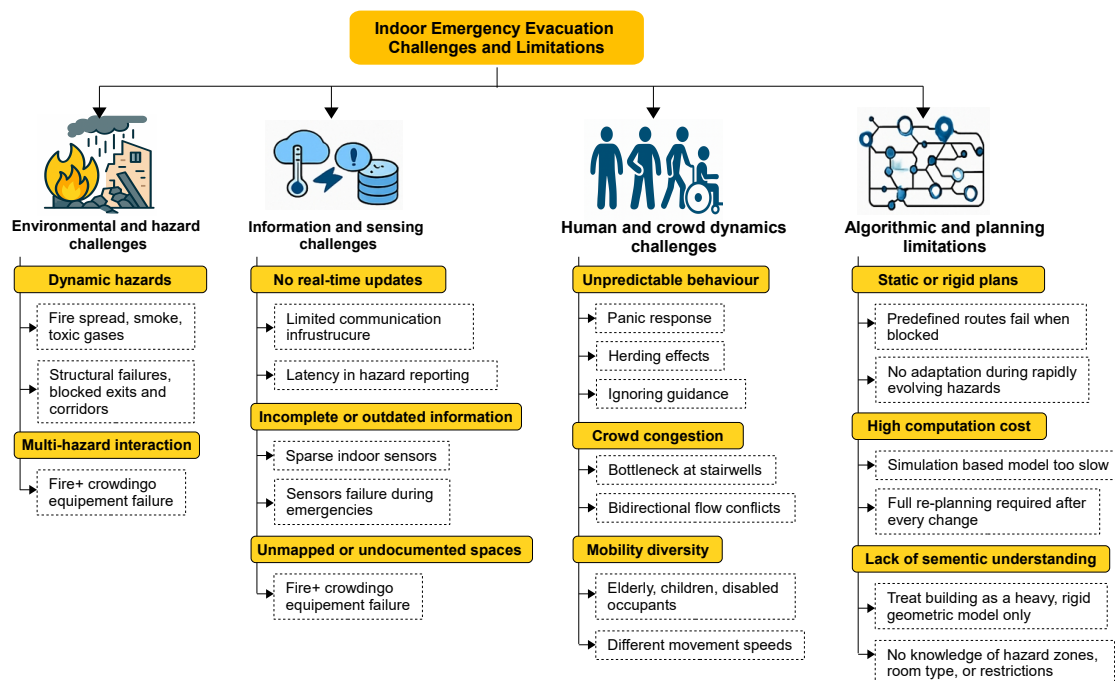 Indoor Emergency Evacuation
Challenges and Limitations
Environmental and hazard
challenges
Dynamic hazards
Fire spread, smoke,
toxic gases
Structural failures,
blocked exits and
corridors
Multi-hazard interaction
Fire+ crowdingo
equipement failure
Information and sensing
challenges
No real-time updates
Limited communication
infrustrucure
Latency in hazard reporting
Incomplete or outdated information
Sparse indoor sensors
Sensors failure during
emergencies
Unmapped or undocumented spaces
Fire+ crowdingo
equipement failure
Human and crowd dynamics
challenges
Unpredictable behaviour
Panic response
Herding effects
Ignoring guidance
Crowd congestion
Bottleneck at stairwells
Bidirectional flow conflicts
Mobility diversity
Elderly, children, disabled
occupants
Different movement speeds
Algorithmic and planning
limitations
Static or rigid plans
Predefined routes fail when
blocked
No adaptation during rapidly
evolving hazards
High computation cost
Simulation based model too slow
Full re-planning required after
every change
Lack of sementic understanding
Treat building as a heavy, rigid
geometric model only
No knowledge of hazard zones,
room type, or restrictions